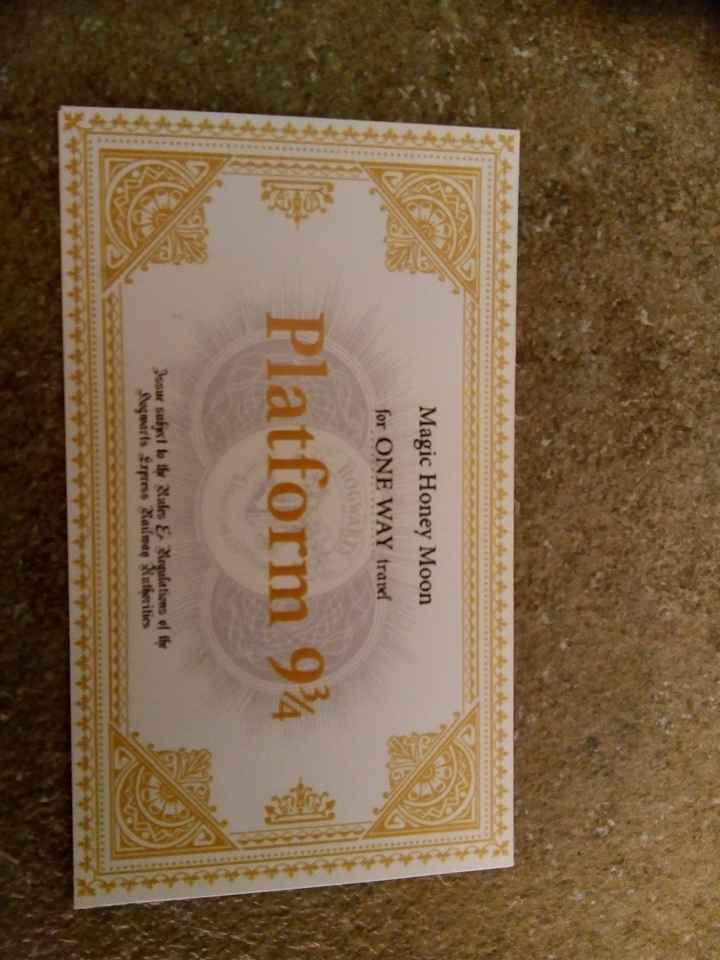 Magic Honey Moon
for ONE WAY travel
HOGWARTS
Platform 9¾
Issue subject to the Rules & Regulations of the
Hogwarts Express Railway Authorities